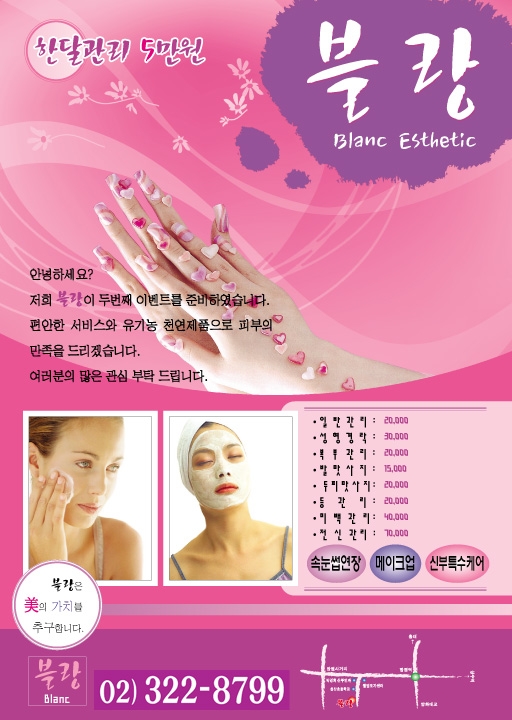 한달관리 5만원
블랑
Blanc Esthetic
안녕하세요?
저희 블랑이 두번째 이벤트를 준비하였습니다.
편안한 서비스와 유기농 천연제품으로 피부의
만족을 드리겠습니다.
여러분의 많은 관심 부탁 드립니다.
• 일반관리 : 20,000
• 성형경락 : 30,000
• 복부관리 : 20,000
• 발맛사지 : 15,000
• 두피맛사지 : 20,000
• 등 관 리 : 20,000
• 미백관리 : 40,000
• 전신관리 : 70,000
속눈썹연장 메이크업 신부특수케어
블랑은
美의 가치를
추구합니다.
블랑
Blanc
02) 322-8799
블랑